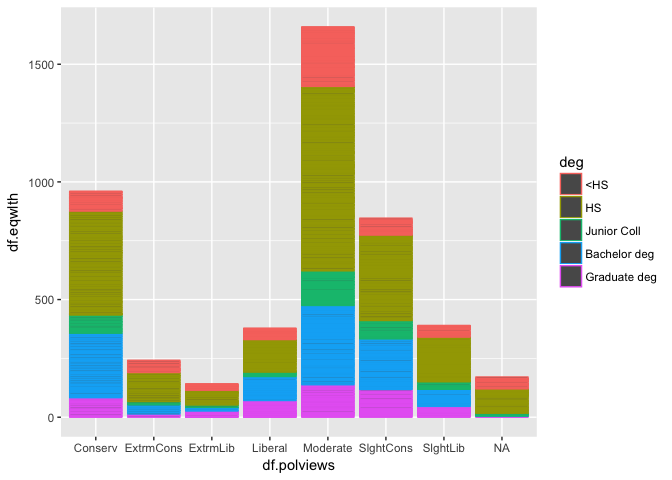 1500
1000
500
0
df.eqwlth
Conserv ExtrmCons ExtrmLib Liberal Moderate SlghtCons SlghtLib NA
df.polviews
deg
<HS
HS
Junior Coll
Bachelor deg
Graduate deg